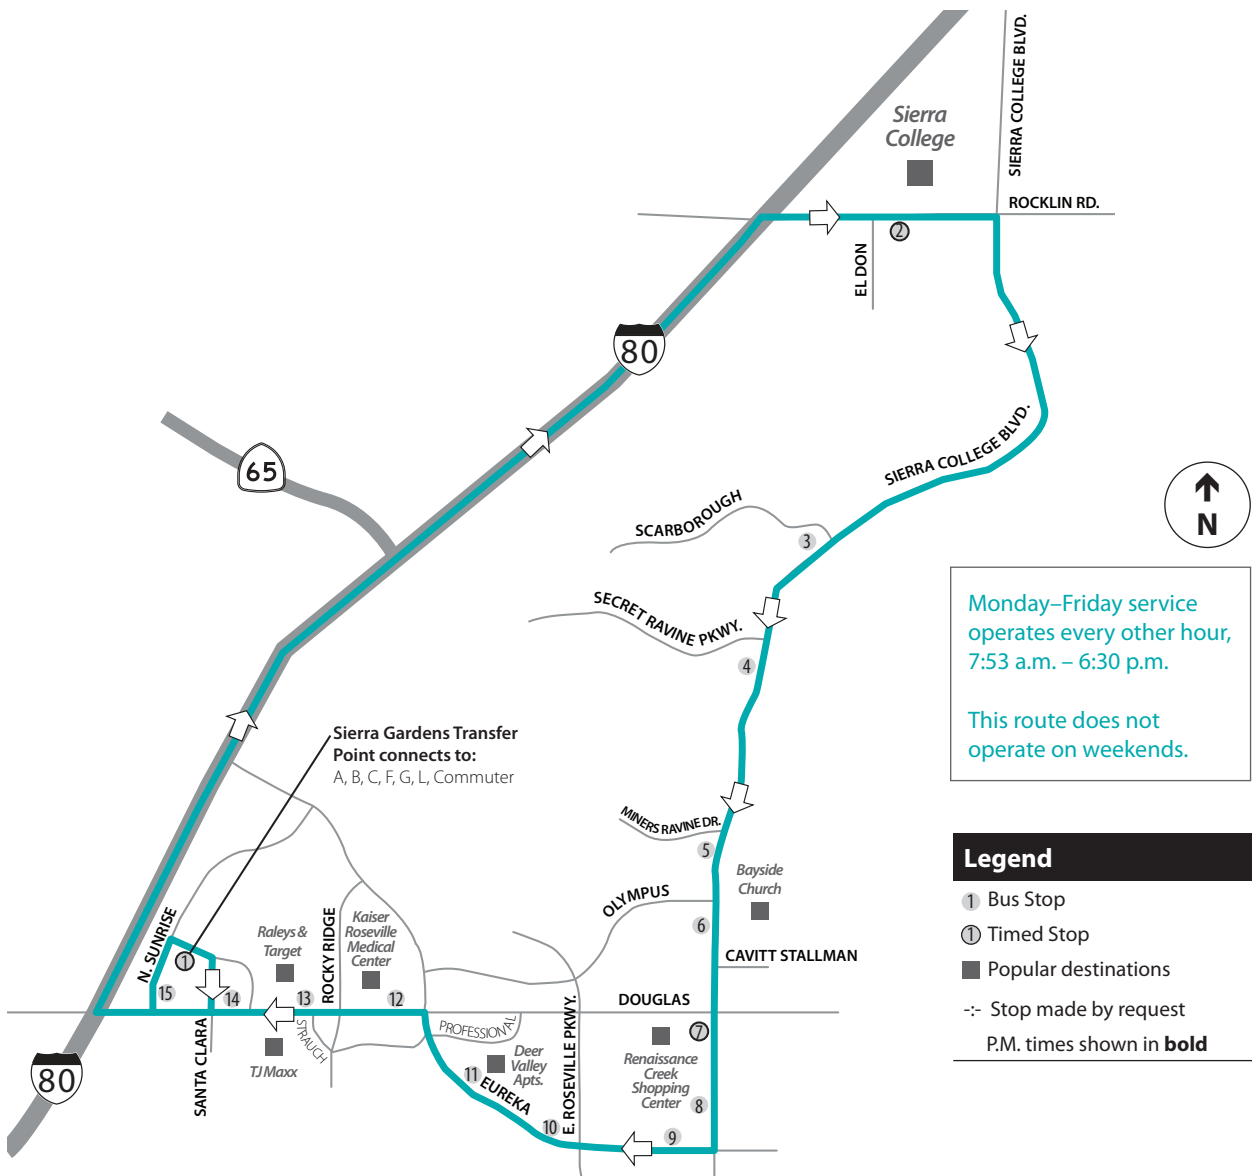 SIERRA COLLEGE BLVD.
Sierra
College
ROCKLIN RD.
2
EL DON
80
SIERRA COLLEGE BLVD.
65
SCARBOROUGH
3
N
SECRET RAVINE PKWY.
4
Monday–Friday service
operates every other hour,
7:53 a.m. – 6:30 p.m.
This route does not
operate on weekends.
Sierra Gardens Transfer
Point connects to:
A, B, C, F, G, L, Commuter
MINERS RAVINE DR.
5
Bayside
Church
OLYMPUS
6
CAVITT STALLMAN
N. SUNRISE
1
15
14
Raleys &
Target
ROCKY RIDGE
Kaiser
Roseville
Medical
Center
13
12
DOUGLAS
7
STRAUCH
PROFESSIONAL
E. ROSEVILLE PKWY.
Renaissance
Creek
Shopping
Center
8
SANTA CLARA
TJ Maxx
Deer
Valley
Apts.
11
EUREKA
10
9
80
Legend
1 Bus Stop
1 Timed Stop
Popular destinations
-:- Stop made by request
P.M. times shown in bold